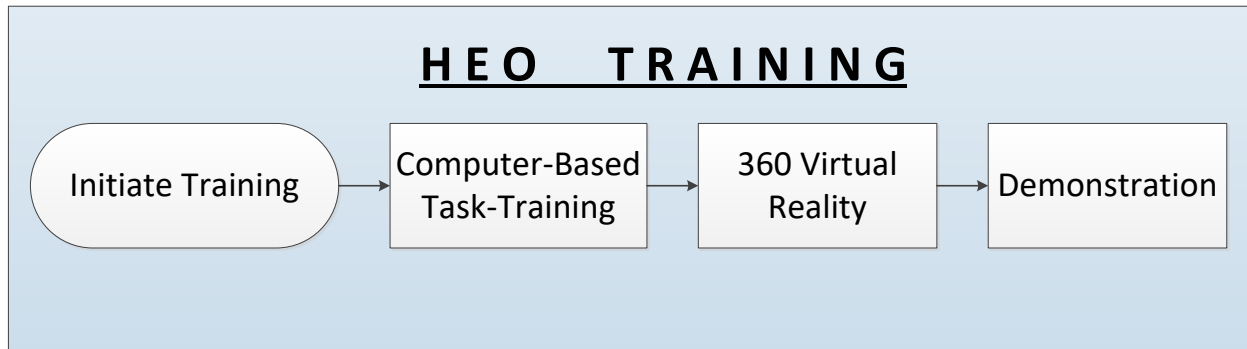 HEO TRAINING
Initiate Training
Computer-Based
Task-Training
360 Virtual
Reality
Demonstration